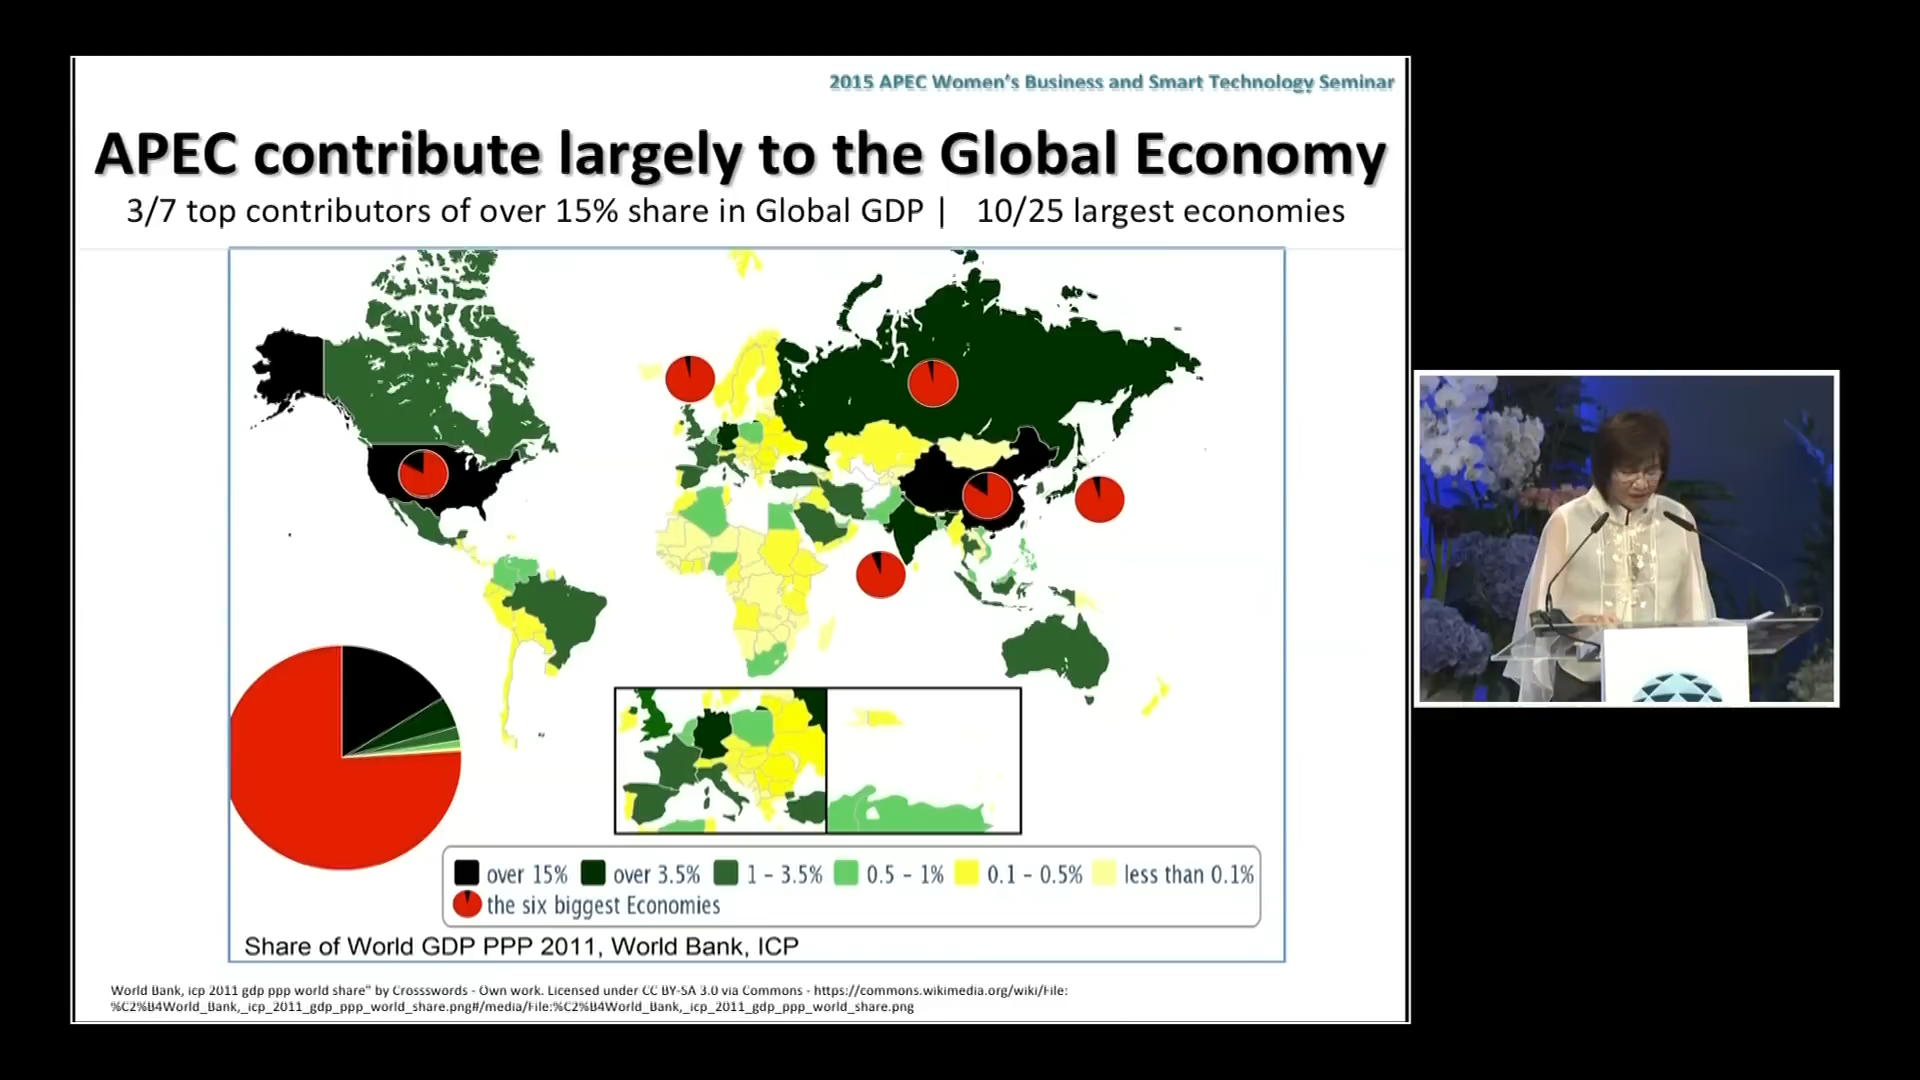 2015 APEC Women's Business and Smart Technology Seminar
APEC contribute largely to the Global Economy
3/7 top contributors of over 15% share in Global GDP | 10/25 largest economies
over 15% over 3.5% 1 – 3.5% 0.5 – 1% 0.1 – 0.5% less than 0.1%
the six biggest Economies
Share of World GDP PPP 2011, World Bank, ICP
World Bank, icp 2011 gdp ppp world share" by Crossswords - Own work. Licensed under CC BY-SA 3.0 via Commons - https://commons.wikimedia.org/wiki/File:
%C2%B4World_Bank,_icp_2011_gdp_ppp_world_share.png#/media/File:%C2%B4World_Bank,_icp_2011_gdp_ppp_world_share.png